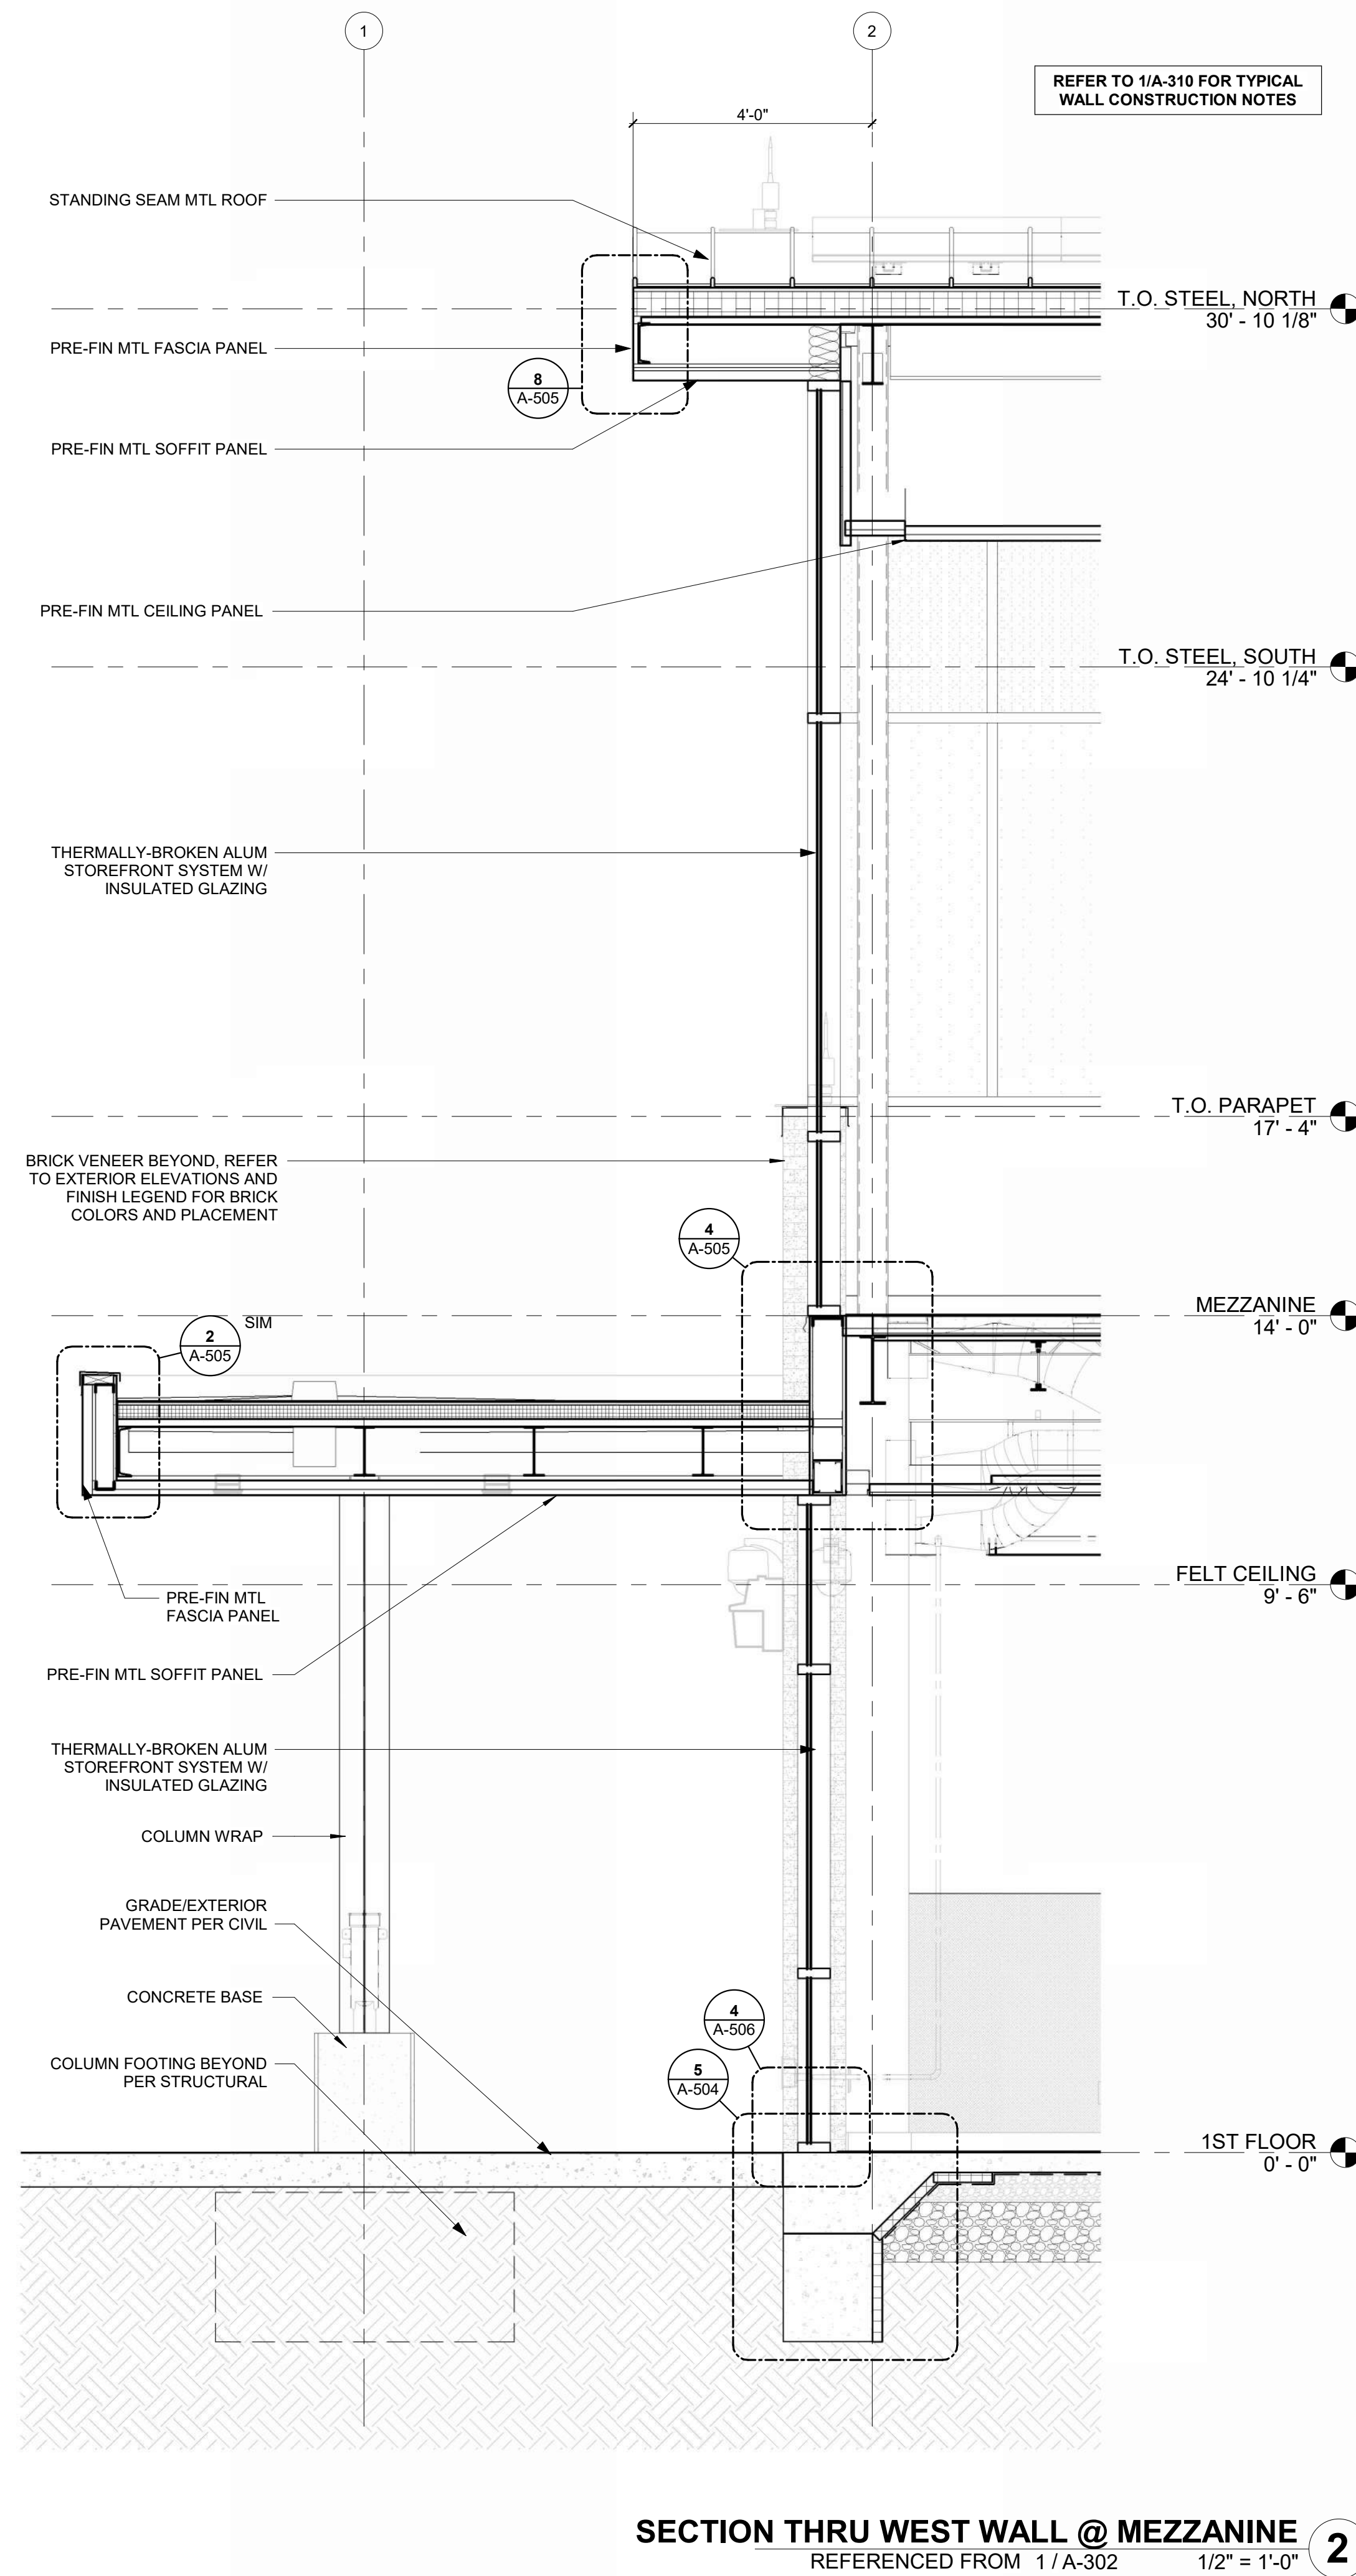 1
2
REFER TO 1/A-310 FOR TYPICAL
WALL CONSTRUCTION NOTES
4'-0"
STANDING SEAM MTL ROOF
T.O. STEEL, NORTH
30' - 10 1/8"
PRE-FIN MTL FASCIA PANEL
8
A-505
PRE-FIN MTL SOFFIT PANEL
PRE-FIN MTL CEILING PANEL
T.O. STEEL, SOUTH
24' - 10 1/4"
THERMALLY-BROKEN ALUM
STOREFRONT SYSTEM W/
INSULATED GLAZING
T.O. PARAPET
17' - 4"
BRICK VENEER BEYOND, REFER
TO EXTERIOR ELEVATIONS AND
FINISH LEGEND FOR BRICK
COLORS AND PLACEMENT
4
A-505
MEZZANINE
14' - 0"
2
A-505
SIM
FELT CEILING
9' - 6"
PRE-FIN MTL
FASCIA PANEL
PRE-FIN MTL SOFFIT PANEL
THERMALLY-BROKEN ALUM
STOREFRONT SYSTEM W/
INSULATED GLAZING
COLUMN WRAP
GRADE/EXTERIOR
PAVEMENT PER CIVIL
CONCRETE BASE
4
A-506
COLUMN FOOTING BEYOND
PER STRUCTURAL
5
A-504
1ST FLOOR
0' - 0"
SECTION THRU WEST WALL @ MEZZANINE
2
REFERENCED FROM 1 / A-302
1/2" = 1'-0"